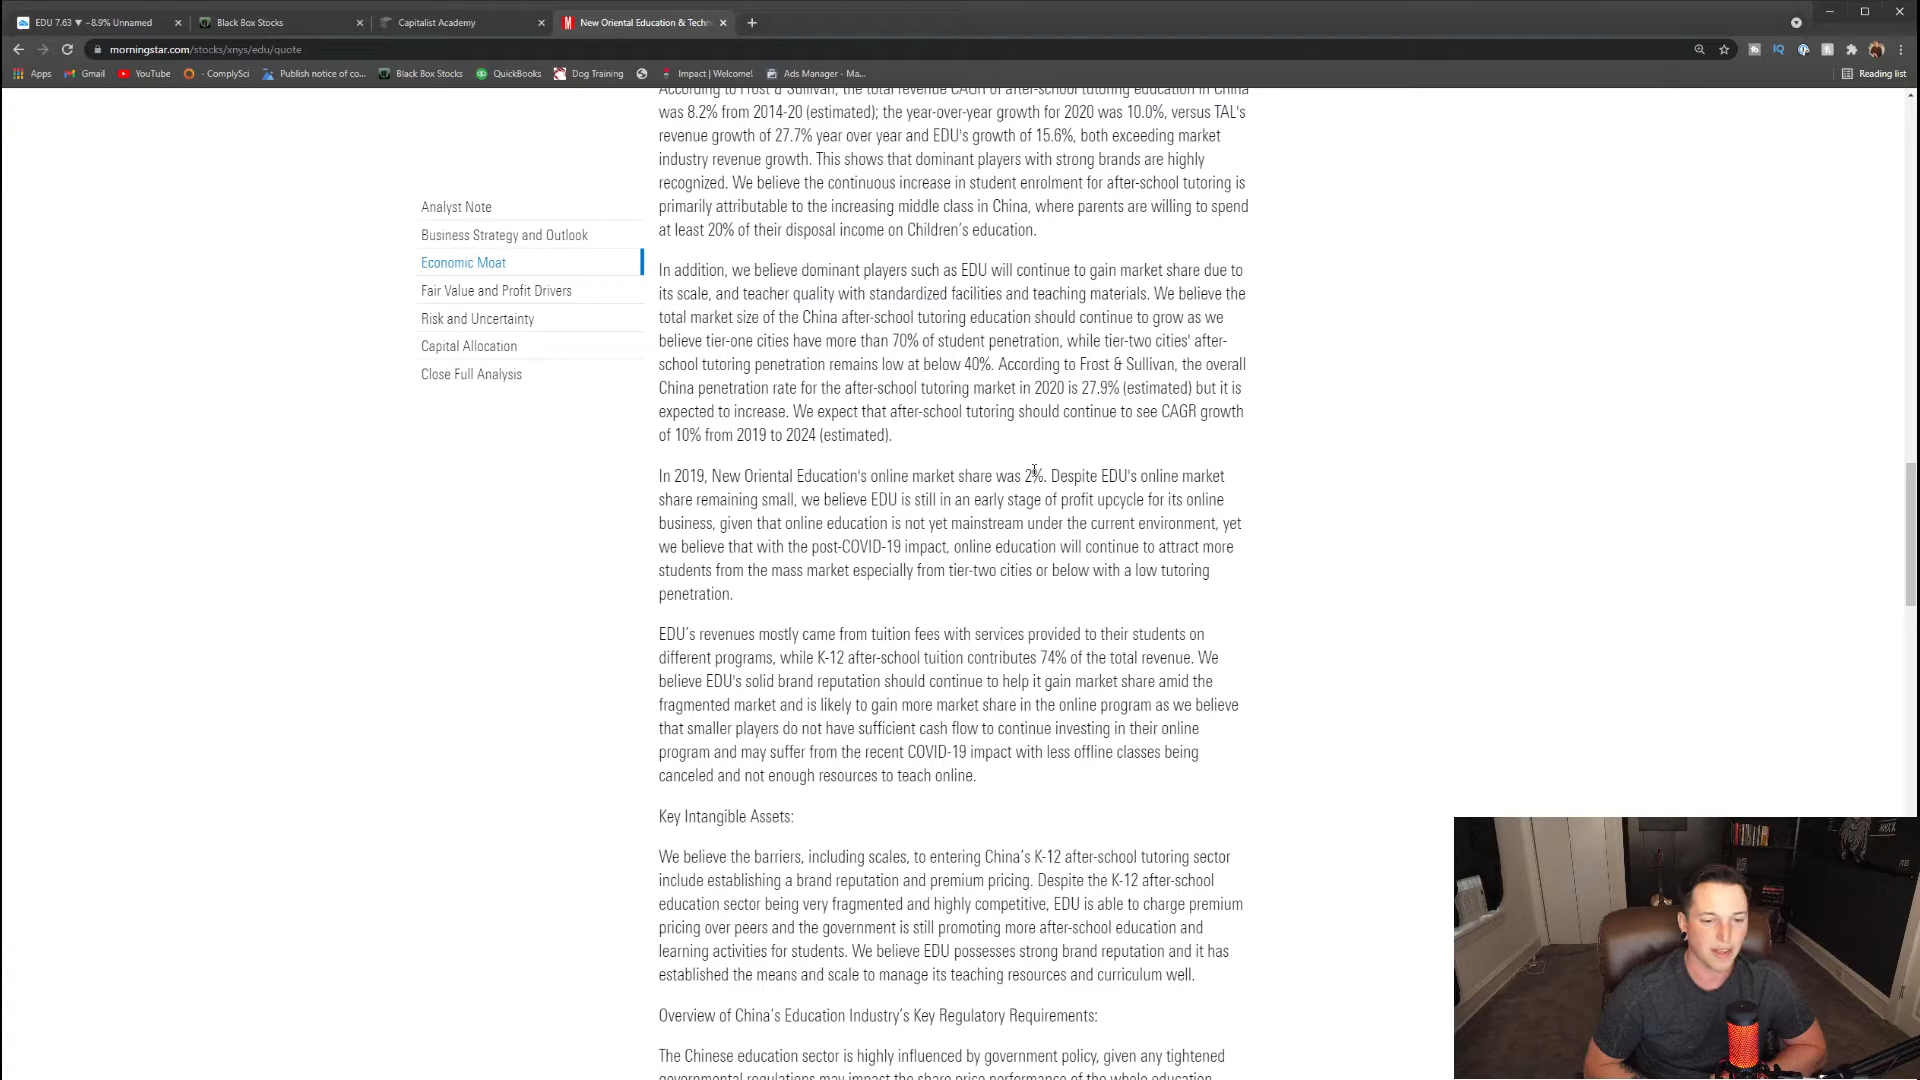 EDU 7.63 ▼ −8.9% Unnamed
Black Box Stocks
Capitalist Academy
New Oriental Education & Techn
morningstar.com/stocks/xnys/edu/quote
Apps
Gmail
YouTube
- ComplySci
Publish notice of co...
Black Box Stocks
QuickBooks
Dog Training
Impact | Welcome!
Ads Manager - Ma...
Reading list
Analyst Note
Business Strategy and Outlook
Economic Moat
Fair Value and Profit Drivers
Risk and Uncertainty
Capital Allocation
Close Full Analysis
According to Frost & Sullivan, the total revenue CAGR of after-school tutoring education in China
was 8.2% from 2014-20 (estimated); the year-over-year growth for 2020 was 10.0%, versus TAL's
revenue growth of 27.7% year over year and EDU's growth of 15.6%, both exceeding market
industry revenue growth. This shows that dominant players with strong brands are highly
recognized. We believe the continuous increase in student enrolment for after-school tutoring is
primarily attributable to the increasing middle class in China, where parents are willing to spend
at least 20% of their disposal income on Children's education.
In addition, we believe dominant players such as EDU will continue to gain market share due to
its scale, and teacher quality with standardized facilities and teaching materials. We believe the
total market size of the China after-school tutoring education should continue to grow as we
believe tier-one cities have more than 70% of student penetration, while tier-two cities' after-
school tutoring penetration remains low at below 40%. According to Frost & Sullivan, the overall
China penetration rate for the after-school tutoring market in 2020 is 27.9% (estimated) but it is
expected to increase. We expect that after-school tutoring should continue to see CAGR growth
of 10% from 2019 to 2024 (estimated).
In 2019, New Oriental Education's online market share was 2%. Despite EDU's online market
share remaining small, we believe EDU is still in an early stage of profit upcycle for its online
business, given that online education is not yet mainstream under the current environment, yet
we believe that with the post-COVID-19 impact, online education will continue to attract more
students from the mass market especially from tier-two cities or below with a low tutoring
penetration.
EDU's revenues mostly came from tuition fees with services provided to their students on
different programs, while K-12 after-school tuition contributes 74% of the total revenue. We
believe EDU's solid brand reputation should continue to help it gain market share amid the
fragmented market and is likely to gain more market share in the online program as we believe
that smaller players do not have sufficient cash flow to continue investing in their online
program and may suffer from the recent COVID-19 impact with less offline classes being
canceled and not enough resources to teach online.
Key Intangible Assets:
We believe the barriers, including scales, to entering China's K-12 after-school tutoring sector
include establishing a brand reputation and premium pricing. Despite the K-12 after-school
education sector being very fragmented and highly competitive, EDU is able to charge premium
pricing over peers and the government is still promoting more after-school education and
learning activities for students. We believe EDU possesses strong brand reputation and it has
established the means and scale to manage its teaching resources and curriculum well.
Overview of China's Education Industry's Key Regulatory Requirements:
The Chinese education sector is highly influenced by government policy, given any tightened
governmental regulations may impact the share price performance of the whole education